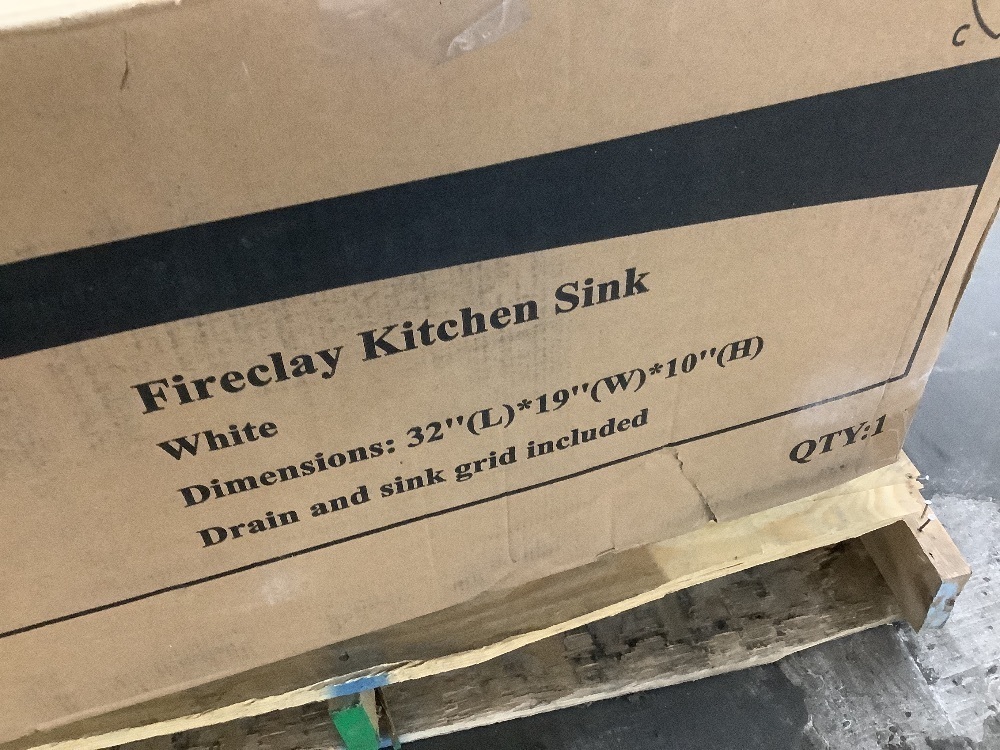 C
Fireclay Kitchen Sink
White
Dimensions: 32''(L)*19''(W)*10''(H)
Drain and sink grid included
QTY:1